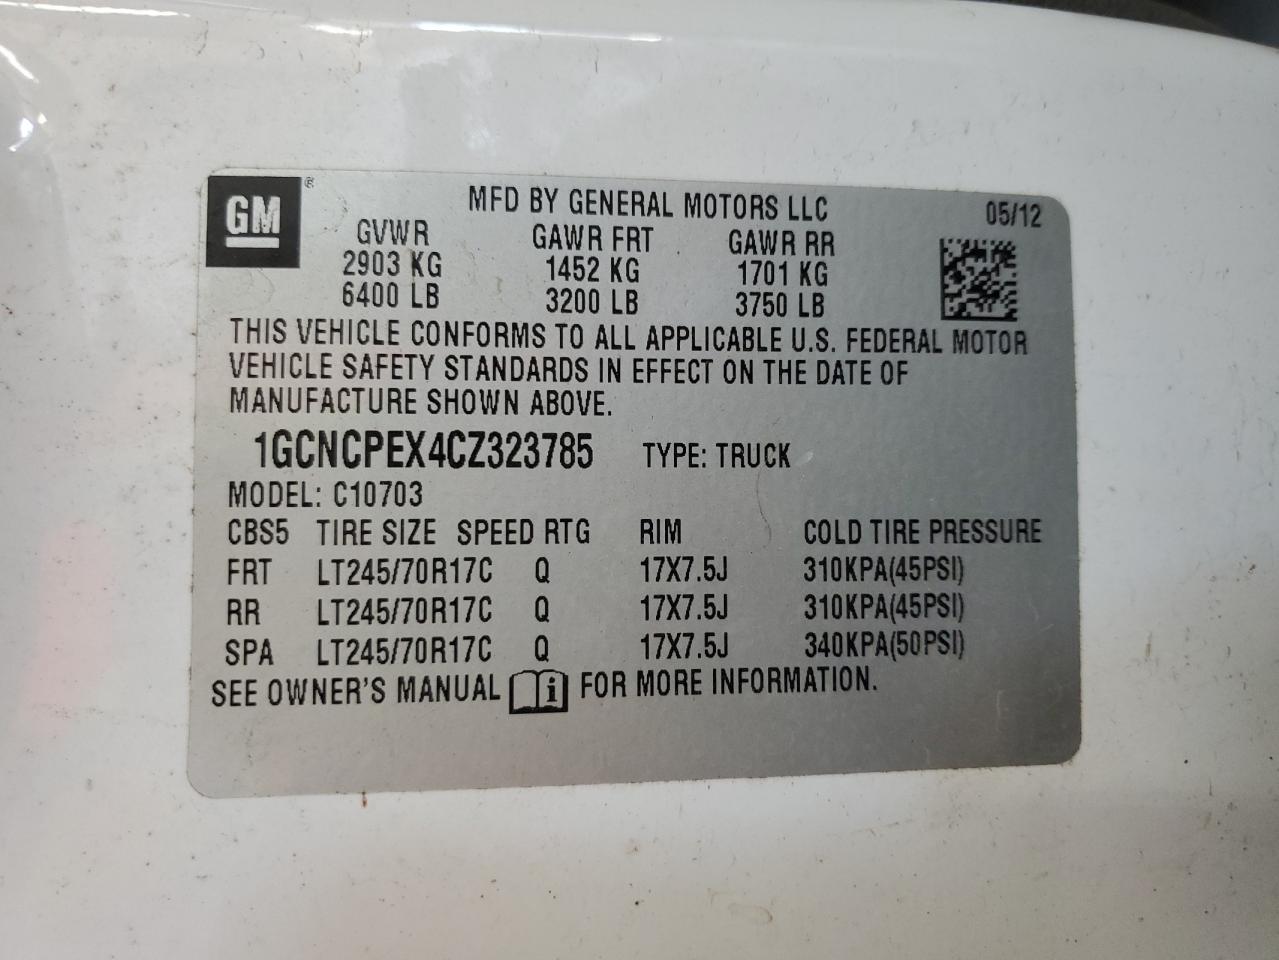 GM ®
MFD BY GENERAL MOTORS LLC 05/12
GVWR GAWR FRT GAWR RR
2903 KG 1452 KG 1701 KG
6400 LB 3200 LB 3750 LB
THIS VEHICLE CONFORMS TO ALL APPLICABLE U.S. FEDERAL MOTOR
VEHICLE SAFETY STANDARDS IN EFFECT ON THE DATE OF
MANUFACTURE SHOWN ABOVE.
1GCNCPEX4CZ323785 TYPE: TRUCK
MODEL: C10703
CBS5 TIRE SIZE SPEED RTG RIM COLD TIRE PRESSURE
FRT LT245/70R17C Q 17X7.5J 310KPA(45PSI)
RR LT245/70R17C Q 17X7.5J 310KPA(45PSI)
SPA LT245/70R17C Q 17X7.5J 340KPA(50PSI)
SEE OWNER'S MANUAL i FOR MORE INFORMATION.